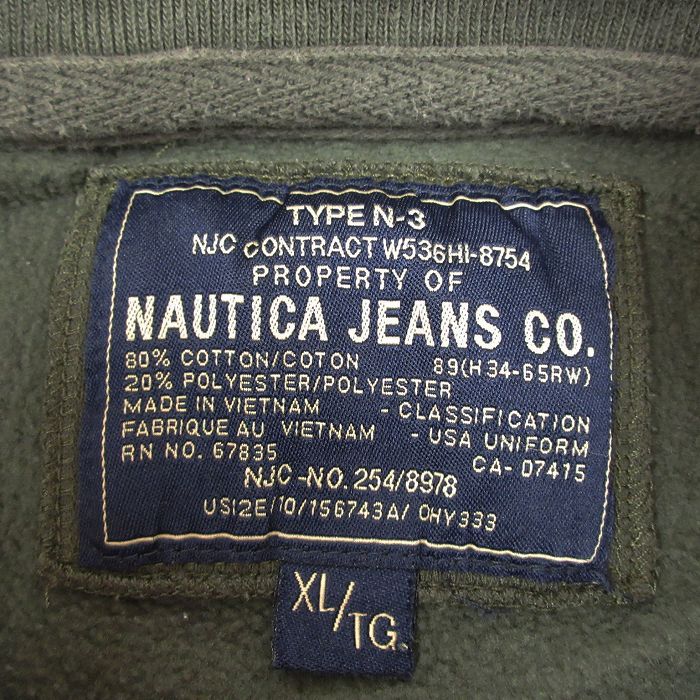 TYPE N-3
NJC CONTRACT W536HI-8754
PROPERTY OF
NAUTICA JEANS CO.
80% COTTON/COTON 89(H34-65RW)
20% POLYESTER/POLYESTER
MADE IN VIETNAM - CLASSIFICATION
FABRIQUE AU VIETNAM - USA UNIFORM
RN NO. 67835 CA- 07415
NJC-NO. 254/8978
USI2E/10/156743A/ OHY333
XL/TG.